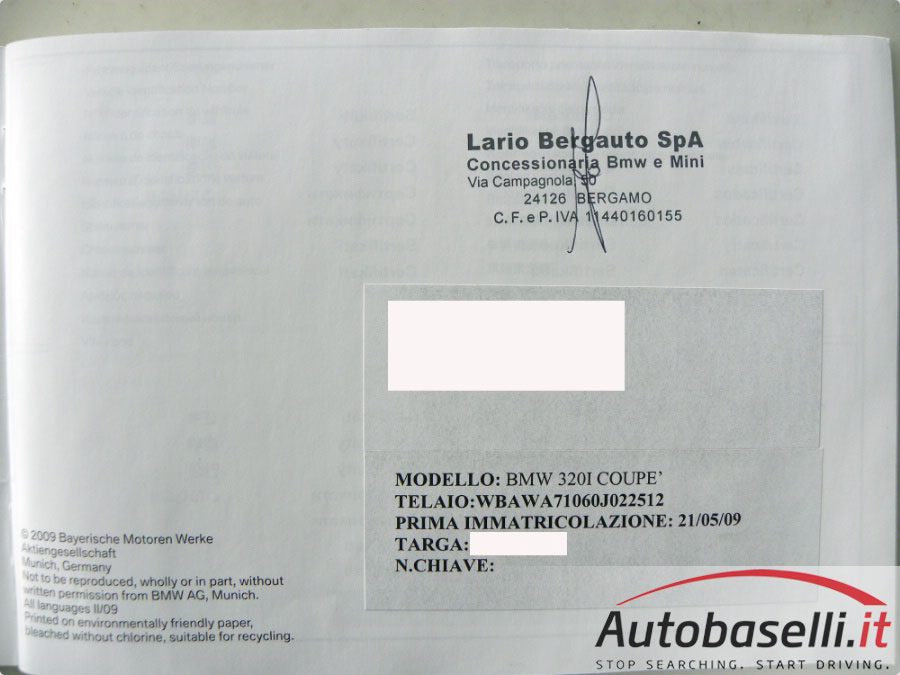 Lario Bergauto SpA
Concessionaria Bmw e Mini
Via Campagnola, 50
24126 BERGAMO
C. F. e P. IVA 11440160155
MODELLO: BMW 320I COUPE'
TELAIO:WBAWA71060J022512
PRIMA IMMATRICOLAZIONE: 21/05/09
TARGA:
N.CHIAVE:
© 2009 Bayerische Motoren Werke
Aktiengesellschaft
Munich, Germany
Not to be reproduced, wholly or in part, without
written permission from BMW AG, Munich.
All languages II/09
Printed on environmentally friendly paper,
bleached without chlorine, suitable for recycling.
Autobaselli.it
STOP SEARCHING. START DRIVING.